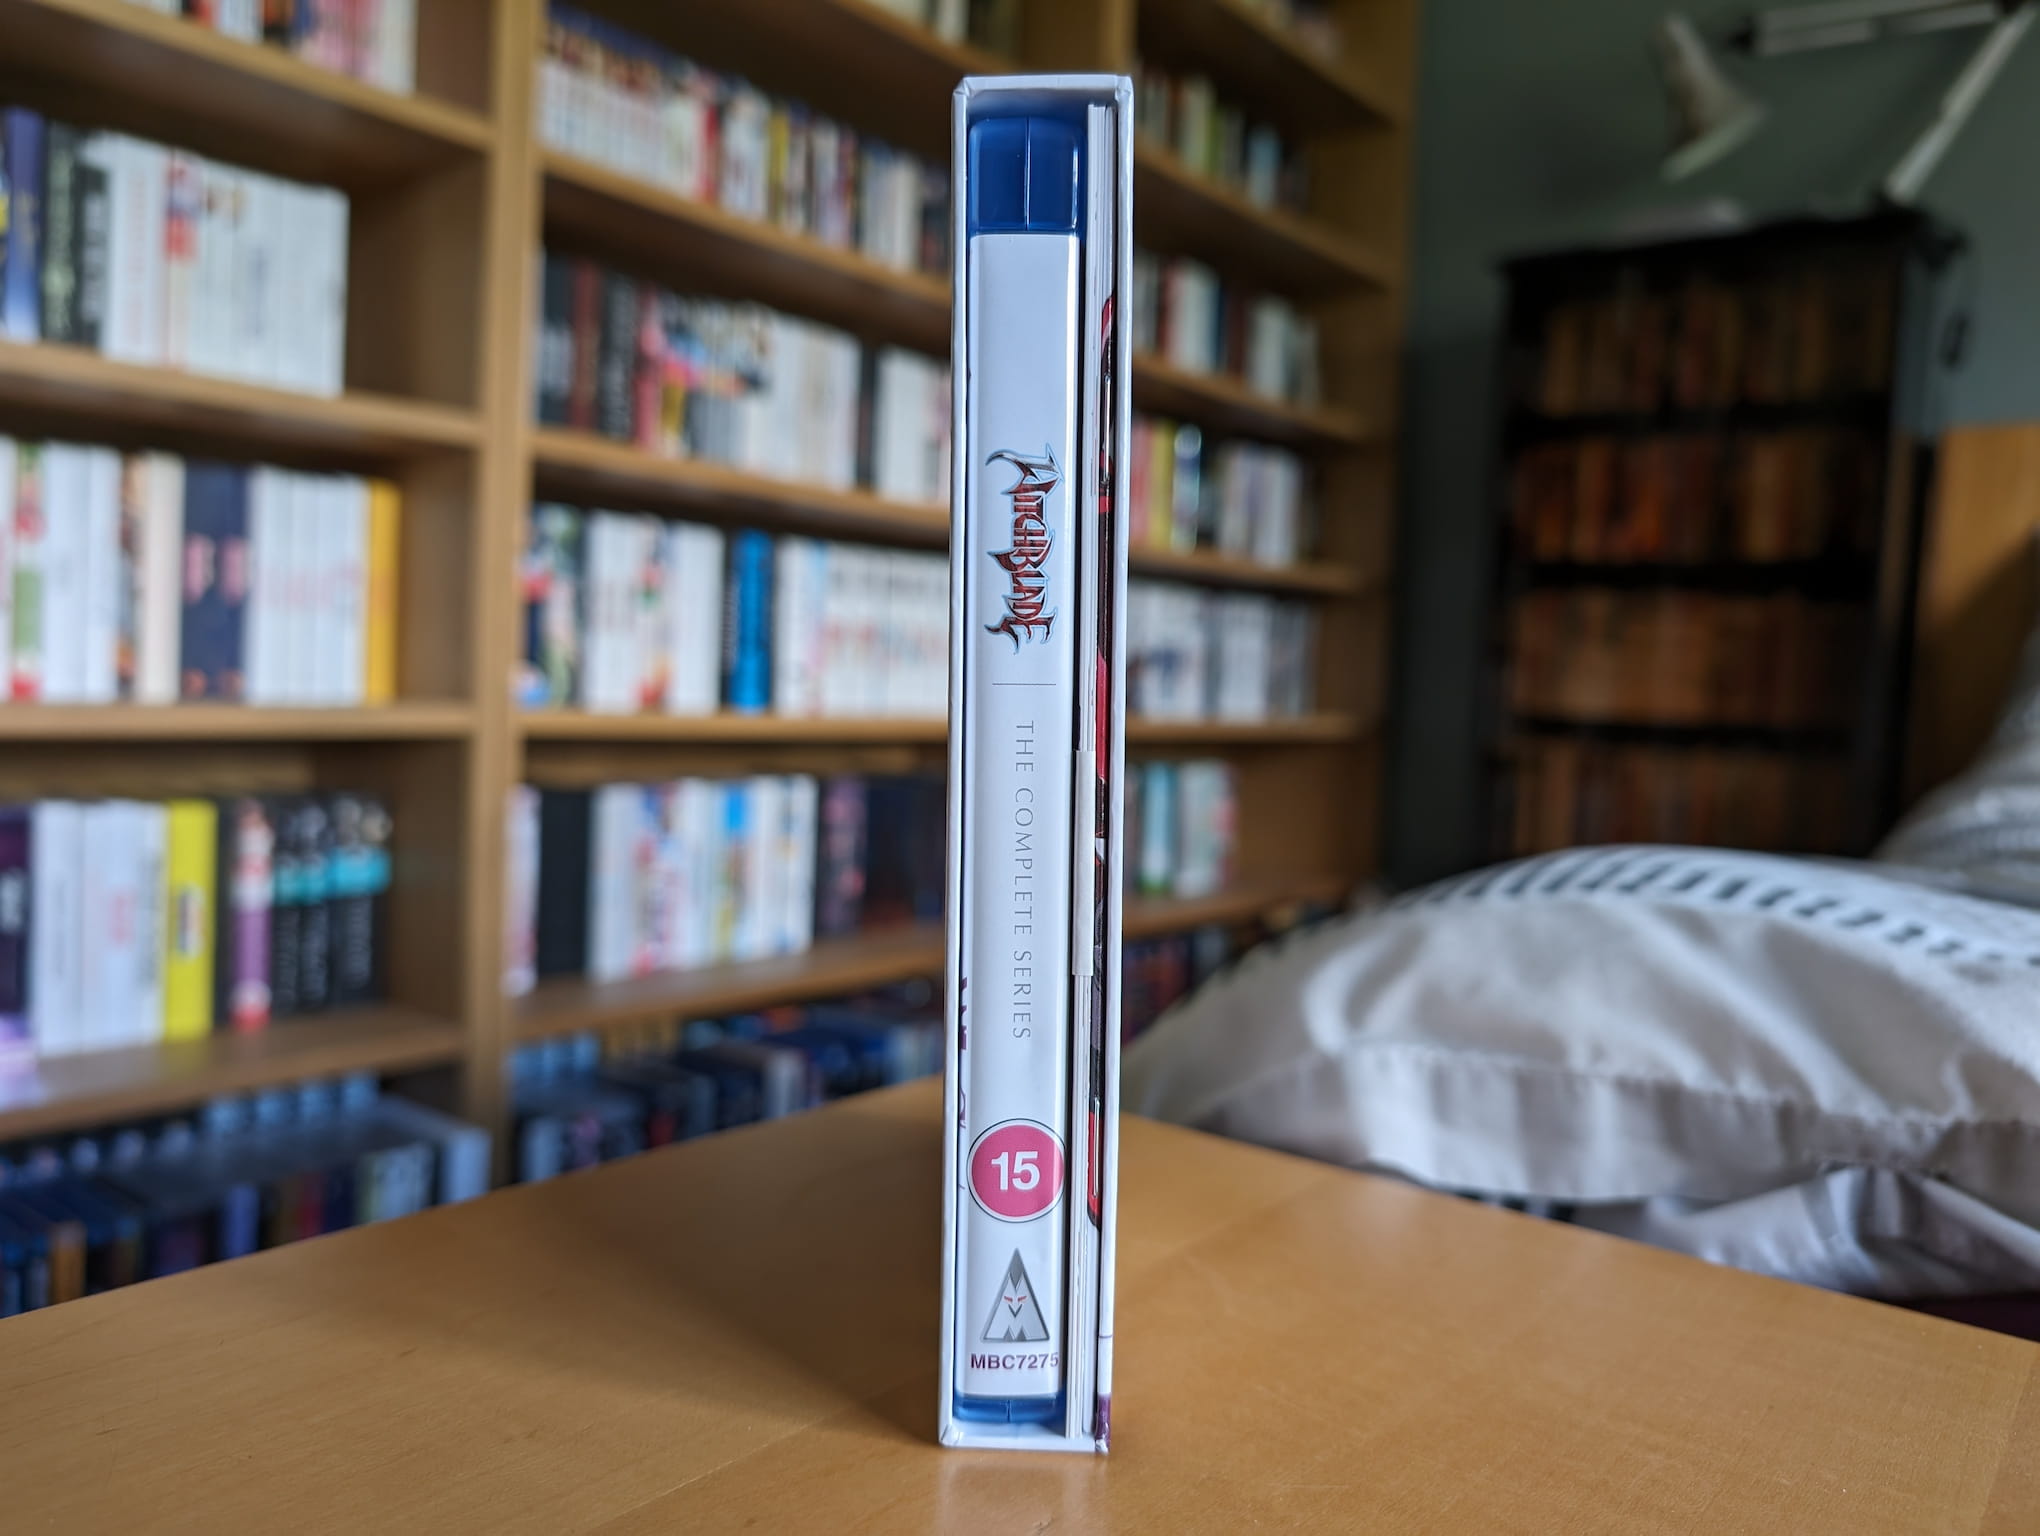 WITCHBLADE
THE COMPLETE SERIES
15
MBC7275